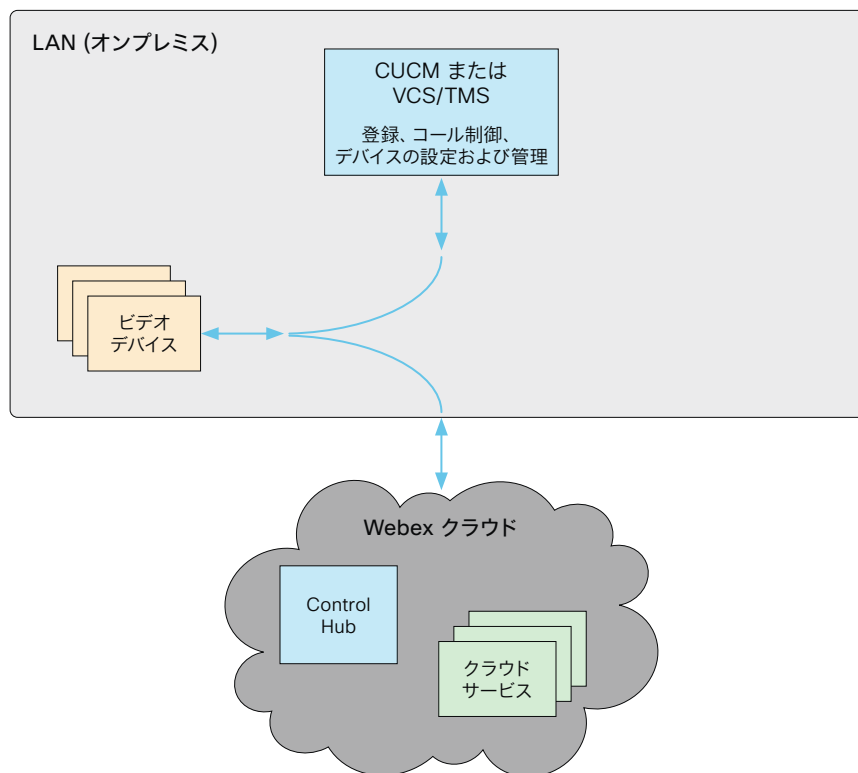 LAN (オンプレミス)
CUCM または
VCS/TMS
登録、コール制御、
デバイスの設定および管理
ビデオ
デバイス
Webex クラウド
Control
Hub
クラウド
サービス